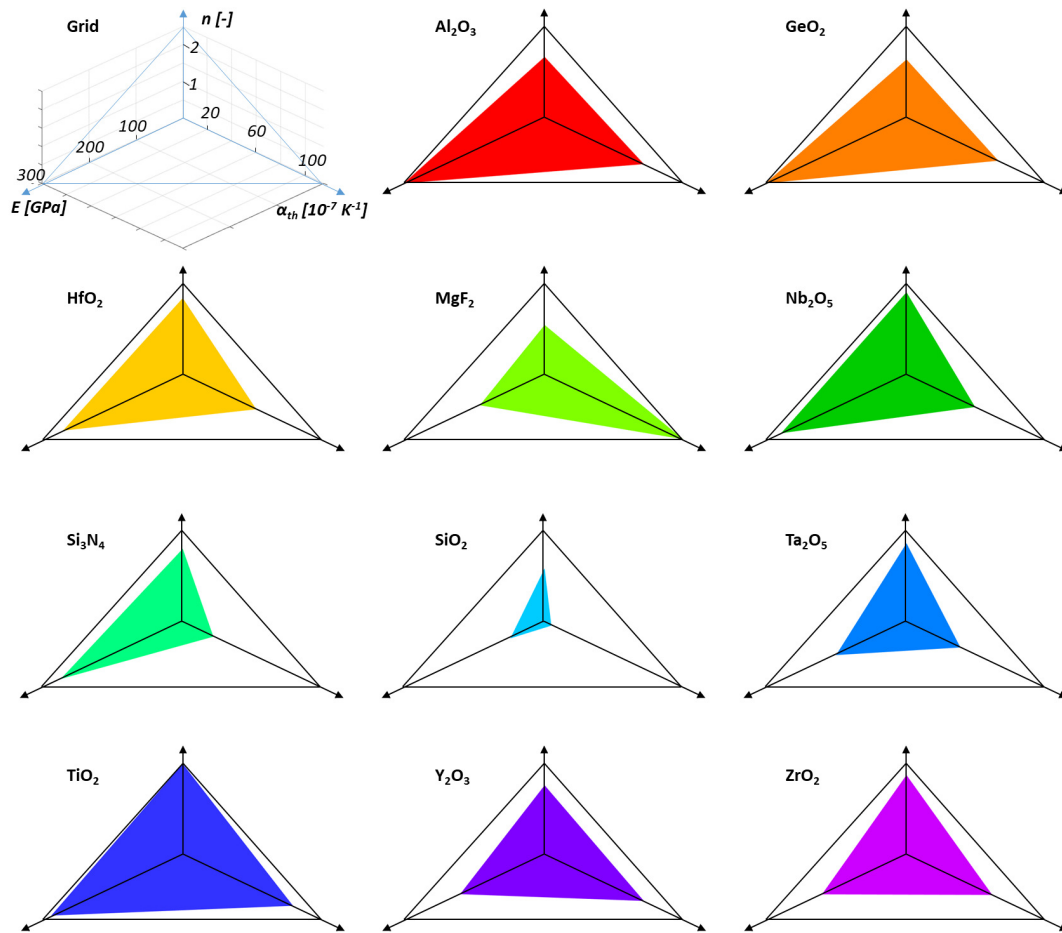 Grid
n [-]
2
1
20
60
100
100
200
300
E [GPa]
α_th [10⁻⁷ K⁻¹]
Al₂O₃
GeO₂
HfO₂
MgF₂
Nb₂O₅
Si₃N₄
SiO₂
Ta₂O₅
TiO₂
Y₂O₃
ZrO₂